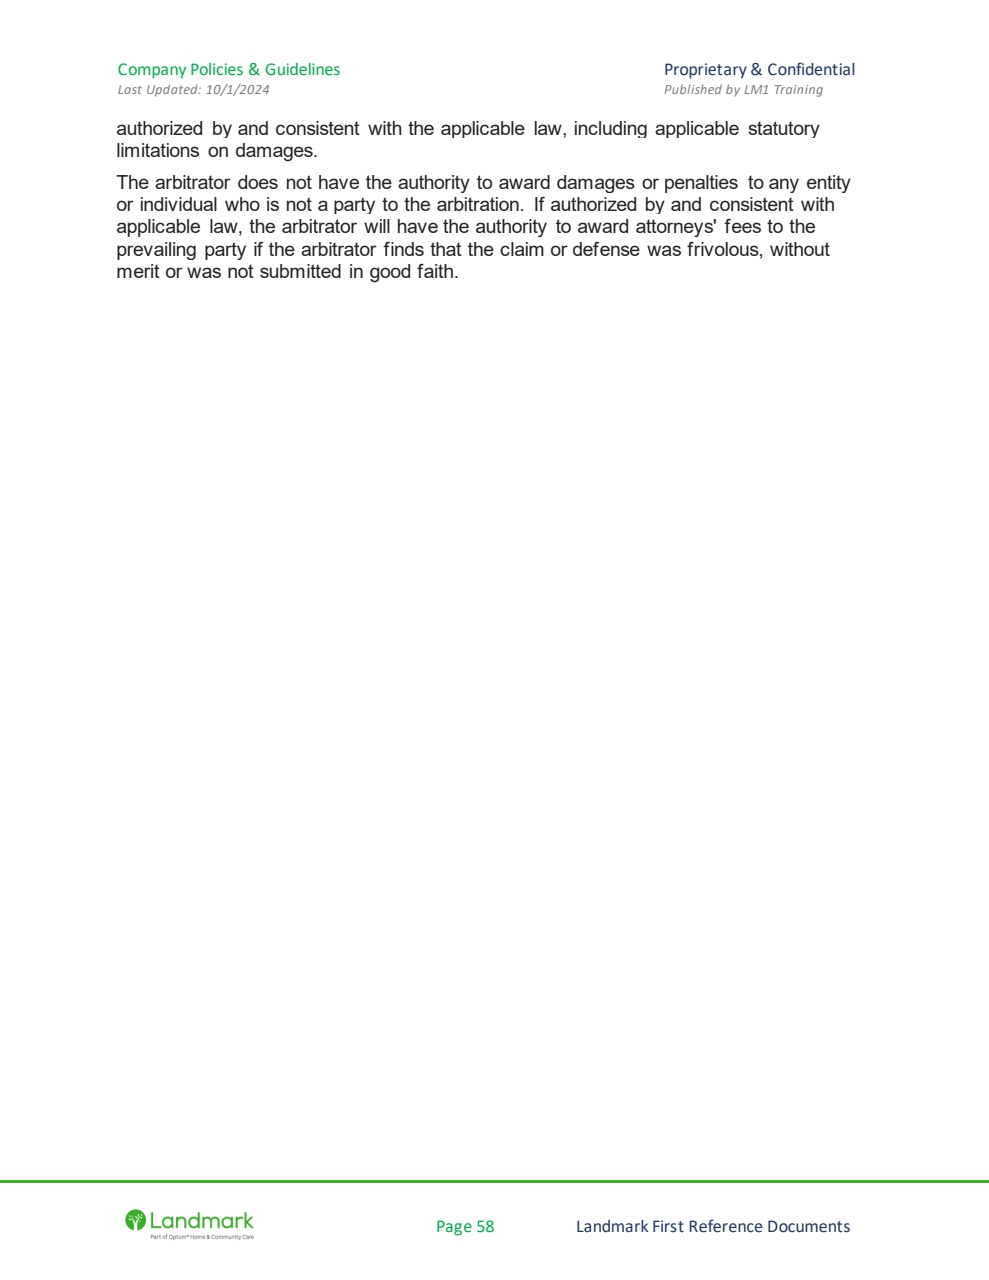 Company Policies & Guidelines
Proprietary & Confidential
Last Updated: 10/1/2024
Published by LM1 Training
authorized by and consistent with the applicable law, including applicable statutory
limitations on damages.
The arbitrator does not have the authority to award damages or penalties to any entity
or individual who is not a party to the arbitration. If authorized by and consistent with
applicable law, the arbitrator will have the authority to award attorneys' fees to the
prevailing party if the arbitrator finds that the claim or defense was frivolous, without
merit or was not submitted in good faith.
Landmark
Part of Optum® Home & Community Care
Page 58
Landmark First Reference Documents